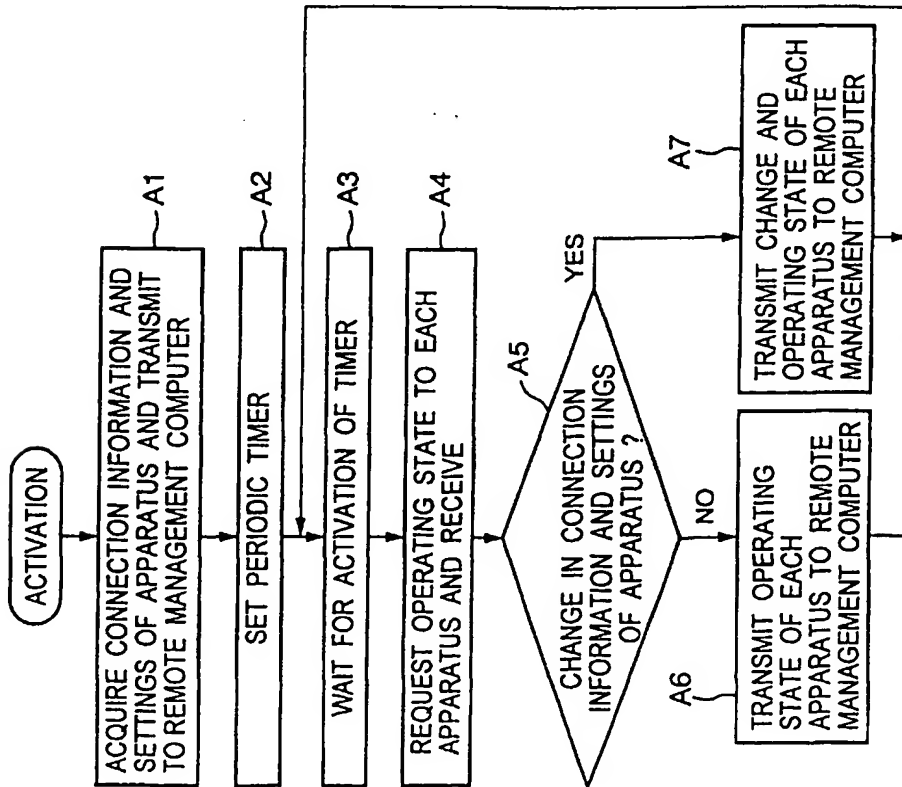 ACTIVATION
ACQUIRE CONNECTION INFORMATION AND
SETTINGS OF APPARATUS AND TRANSMIT
TO REMOTE MANAGEMENT COMPUTER
A1
SET PERIODIC TIMER
A2
WAIT FOR ACTIVATION OF TIMER
A3
REQUEST OPERATING STATE TO EACH
APPARATUS AND RECEIVE
A4
CHANGE IN CONNECTION
INFORMATION AND SETTINGS
OF APPARATUS ?
A5
YES
NO
A6
TRANSMIT OPERATING
STATE OF EACH
APPARATUS TO REMOTE
MANAGEMENT COMPUTER
A7
TRANSMIT CHANGE AND
OPERATING STATE OF EACH
APPARATUS TO REMOTE
MANAGEMENT COMPUTER